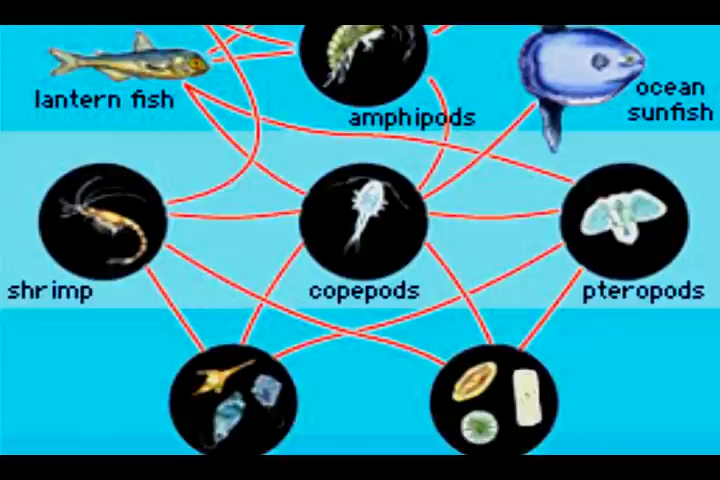 lantern fish
amphipods
ocean
sunfish
shrimp
copepods
pteropods